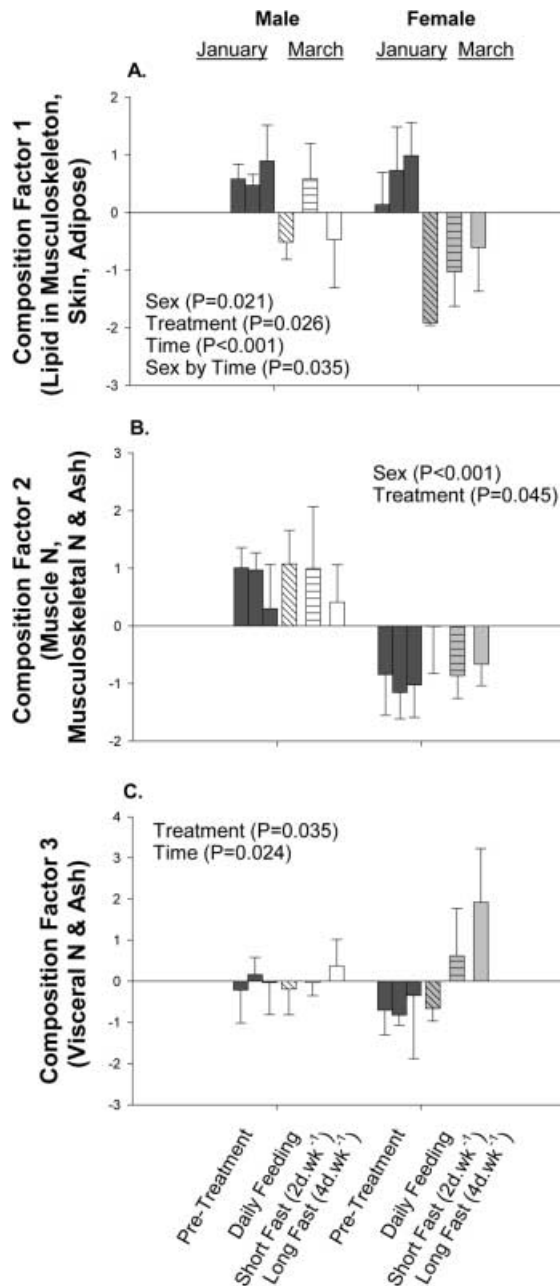 Male Female
January March January March
A.
Composition Factor 1
(Lipid in Musculoskeleton,
Skin, Adipose)
2
1
0
-1
-2
-3
Sex (P=0.021)
Treatment (P=0.026)
Time (P<0.001)
Sex by Time (P=0.035)
B.
Composition Factor 2
(Muscle N,
Musculoskeletal N & Ash)
3
2
1
0
-1
-2
Sex (P<0.001)
Treatment (P=0.045)
C.
Composition Factor 3
(Visceral N & Ash)
4
3
2
1
0
-1
-2
-3
Treatment (P=0.035)
Time (P=0.024)
Pre-Treatment
Daily Feeding
Short Fast (2d.wk⁻¹)
Long Fast (4d.wk⁻¹)
Pre-Treatment
Daily Feeding
Short Fast (2d.wk⁻¹)
Long Fast (4d.wk⁻¹)